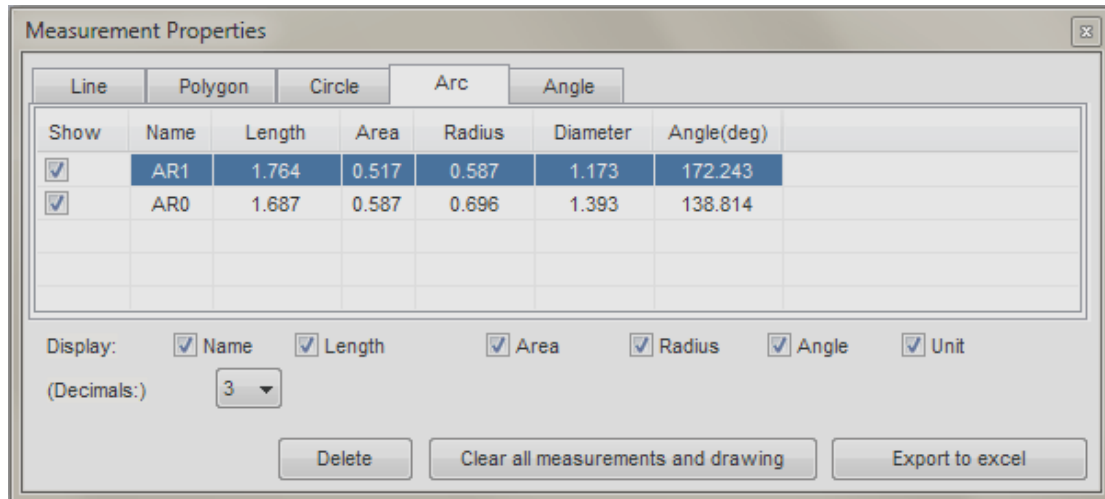 Measurement Properties
Line Polygon Circle Arc Angle
Show Name Length Area Radius Diameter Angle(deg)
AR1 1.764 0.517 0.587 1.173 172.243
AR0 1.687 0.587 0.696 1.393 138.814
Display: Name Length Area Radius Angle Unit
(Decimals:) 3
Delete Clear all measurements and drawing Export to excel